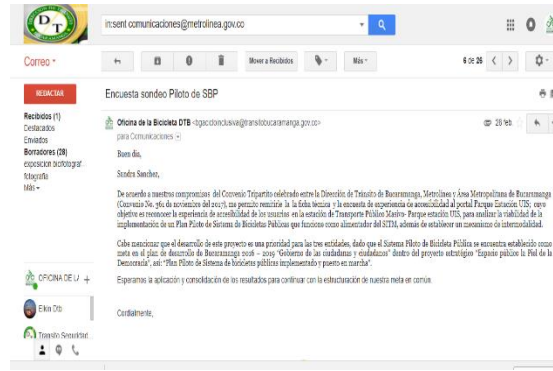 DT
in:sent comunicaciones@metrolinea.gov.co
Correo
Mover a Recibidos
Más
6 de 26
REDACTAR
Encuesta sondeo Piloto de SBP
Recibidos (1)
Destacados
Enviados
Borradores (28)
exposicion bicifotograf...
fotografia
Más
Oficina de la Bicicleta DTB <bgaccionclusiva@transitobucaramanga.gov.co>
28 feb.
para Comunicaciones
Buen día,
Sandra Sanchez,
De acuerdo a nuestros compromisos del Convenio Tripartito celebrado entre la Dirección de Tránsito de Bucaramanga, Metrolínea y Área Metropolitana de Bucaramanga
(Convenio No. 361 de noviembre del 2017), me permito remitirle la la ficha técnica y la encuesta de experiencia de accesibilidad al portal Parque Estación UIS; cuyo
objetivo es reconocer la experiencia de accesibilidad de los usuarios en la estación de Transporte Público Masivo- Parque estación UIS, para analizar la viabilidad de la
implementación de un Plan Piloto de Sistema de Bicicletas Públicas que funcione como alimentador del SITM, además de establecer un mecanismo de intermodalidad.
Cabe mencionar que el desarrollo de este proyecto es una prioridad para las tres entidades, dado que el Sistema Piloto de Bicicleta Pública se encuentra establecido como
meta en el plan de desarrollo de Bucaramanga 2016 – 2019 "Gobierno de las ciudadanas y ciudadanos" dentro del proyecto estratégico "Espacio público la Piel de la
Democracia", así: "Plan Piloto de Sistema de bicicletas públicas implementado y puesto en marcha".
Esperamos la aplicación y consolidación de los resultados para continuar con la estructuración de nuestra meta en común.
Cordialmente,
OFICINA DE LA
Elkin Dtb
Transito Seguridad...